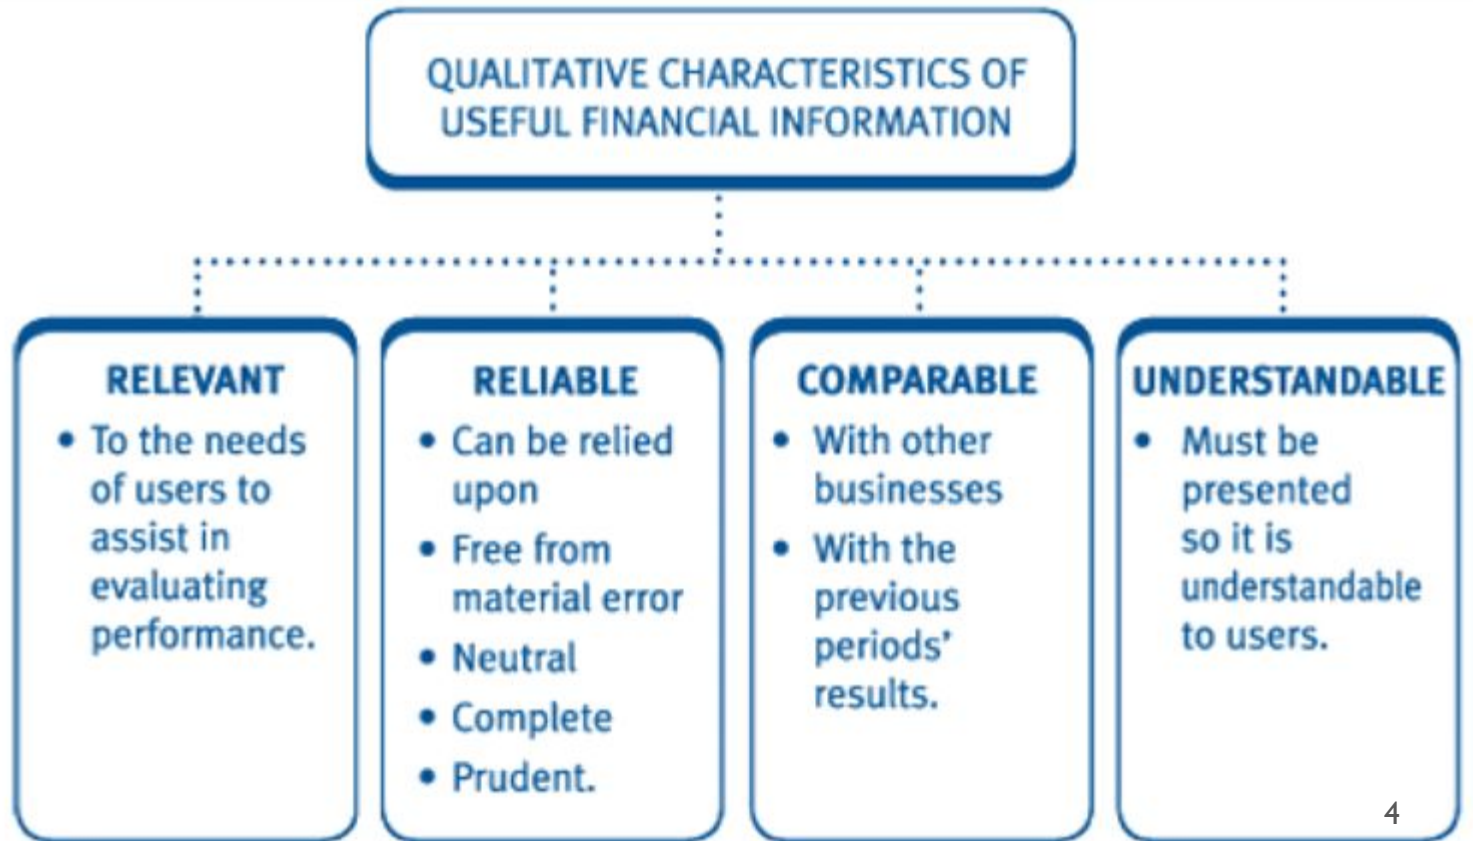 QUALITATIVE CHARACTERISTICS OF
USEFUL FINANCIAL INFORMATION
RELEVANT
• To the needs
of users to
assist in
evaluating
performance.
RELIABLE
• Can be relied
upon
• Free from
material error
• Neutral
• Complete
• Prudent.
COMPARABLE
• With other
businesses
• With the
previous
periods’
results.
UNDERSTANDABLE
• Must be
presented
so it is
understandable
to users.
4